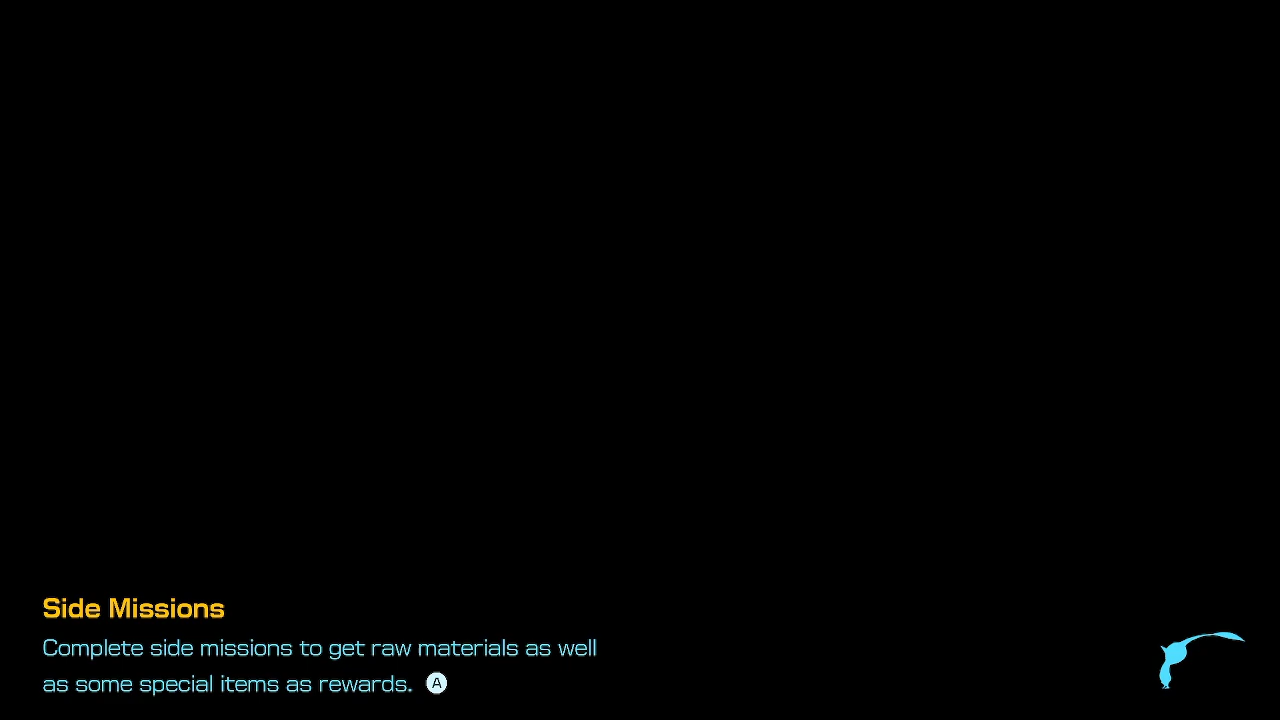 Side Missions
Complete side missions to get raw materials as well
as some special items as rewards. A